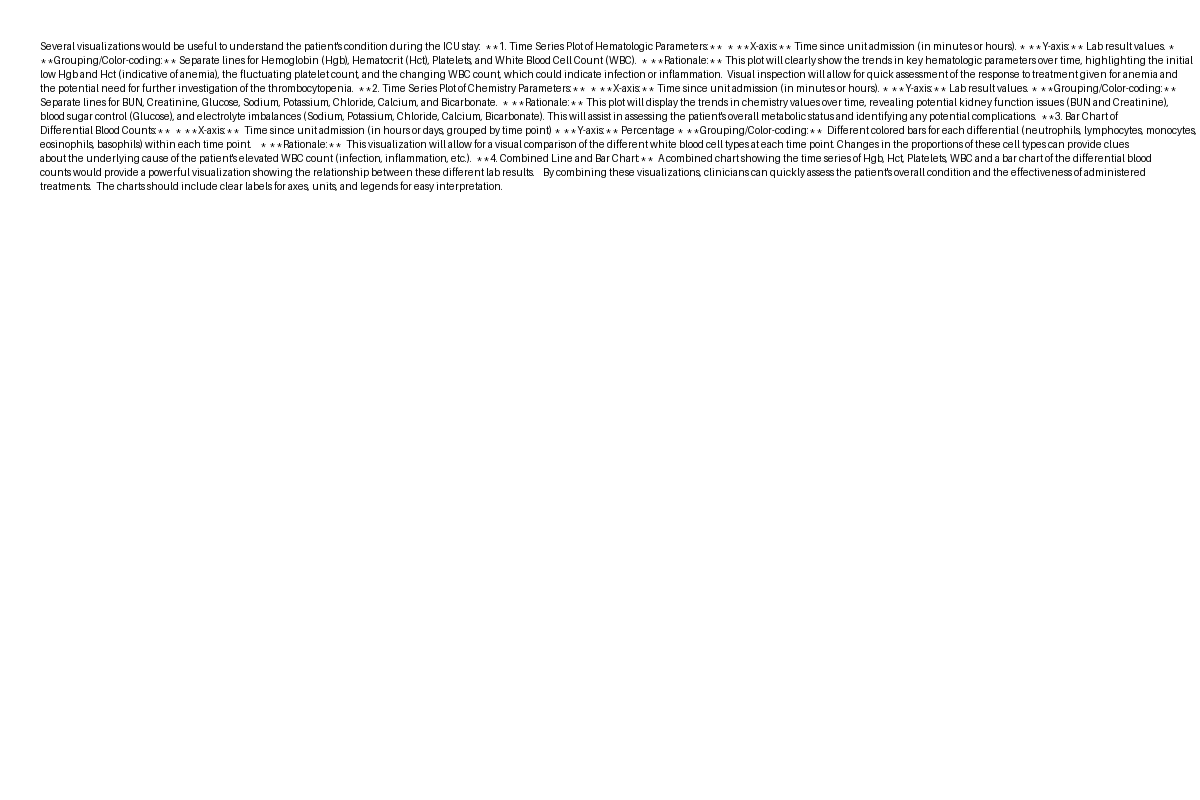 Several visualizations would be useful to understand the patient's condition during the ICU stay:  **1. Time Series Plot of Hematologic Parameters:**  * **X-axis:** Time since unit admission (in minutes or hours). * **Y-axis:** Lab result values. *
**Grouping/Color-coding:** Separate lines for Hemoglobin (Hgb), Hematocrit (Hct), Platelets, and White Blood Cell Count (WBC).  * **Rationale:** This plot will clearly show the trends in key hematologic parameters over time, highlighting the initial
low Hgb and Hct (indicative of anemia), the fluctuating platelet count, and the changing WBC count, which could indicate infection or inflammation.  Visual inspection will allow for quick assessment of the response to treatment given for anemia and
the potential need for further investigation of the thrombocytopenia.  **2. Time Series Plot of Chemistry Parameters:**  * **X-axis:** Time since unit admission (in minutes or hours). * **Y-axis:** Lab result values. * **Grouping/Color-coding:**
Separate lines for BUN, Creatinine, Glucose, Sodium, Potassium, Chloride, Calcium, and Bicarbonate.  * **Rationale:** This plot will display the trends in chemistry values over time, revealing potential kidney function issues (BUN and Creatinine),
blood sugar control (Glucose), and electrolyte imbalances (Sodium, Potassium, Chloride, Calcium, Bicarbonate). This will assist in assessing the patient's overall metabolic status and identifying any potential complications.  **3. Bar Chart of
Differential Blood Counts:**  * **X-axis:**  Time since unit admission (in hours or days, grouped by time point) * **Y-axis:** Percentage * **Grouping/Color-coding:**  Different colored bars for each differential (neutrophils, lymphocytes, monocytes,
eosinophils, basophils) within each time point.   * **Rationale:**  This visualization will allow for a visual comparison of the different white blood cell types at each time point. Changes in the proportions of these cell types can provide clues
about the underlying cause of the patient's elevated WBC count (infection, inflammation, etc.).  **4. Combined Line and Bar Chart:**  A combined chart showing the time series of Hgb, Hct, Platelets, WBC and a bar chart of the differential blood
counts would provide a powerful visualization showing the relationship between these different lab results.   By combining these visualizations, clinicians can quickly assess the patient's overall condition and the effectiveness of administered
treatments.  The charts should include clear labels for axes, units, and legends for easy interpretation.